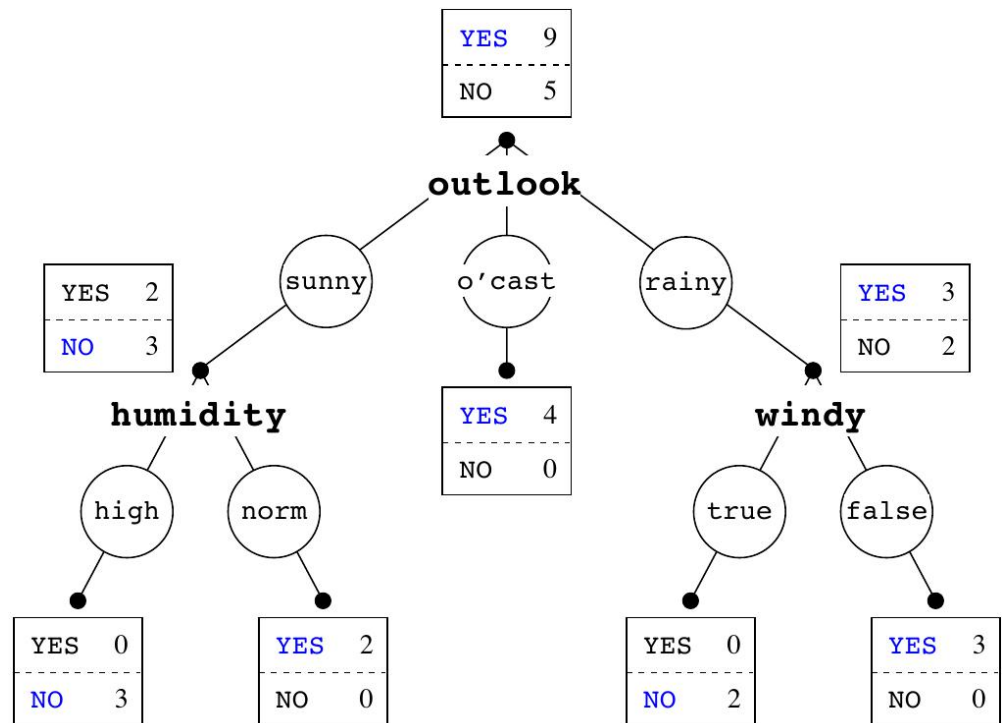 YES 9
NO 5
outlook
sunny
o'cast
rainy
YES 2
NO 3
YES 3
NO 2
humidity
YES 4
NO 0
windy
high
norm
true
false
YES 0
NO 3
YES 2
NO 0
YES 0
NO 2
YES 3
NO 0